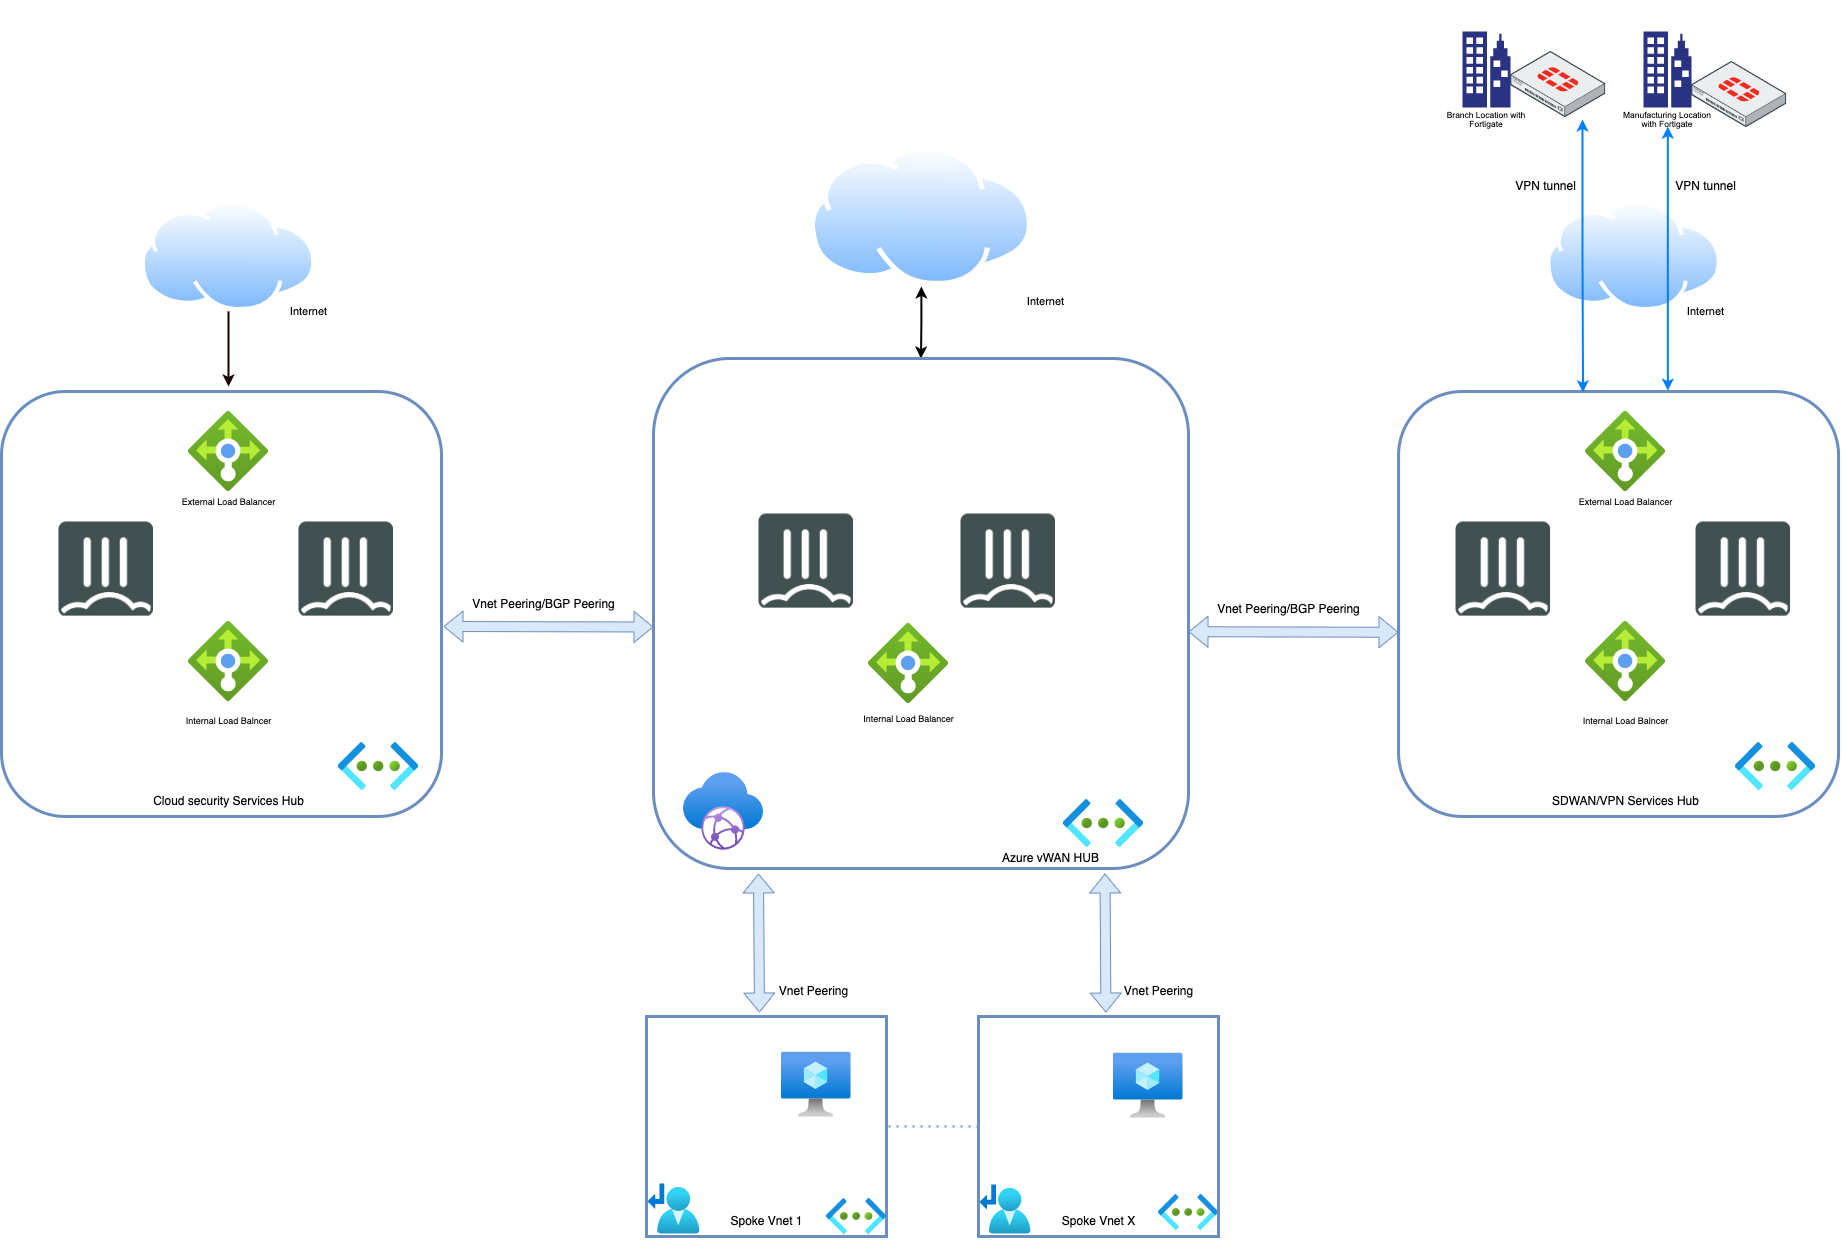 Branch Location with
Fortigate
Manufacturing Location
with Fortigate
VPN tunnel
VPN tunnel
Internet
Internet
Internet
External Load Balancer
External Load Balancer
Vnet Peering/BGP Peering
Vnet Peering/BGP Peering
Internal Load Balncer
Internal Load Balancer
Internal Load Balncer
Cloud security Services Hub
SDWAN/VPN Services Hub
Azure vWAN HUB
Vnet Peering
Vnet Peering
Spoke Vnet 1
Spoke Vnet X